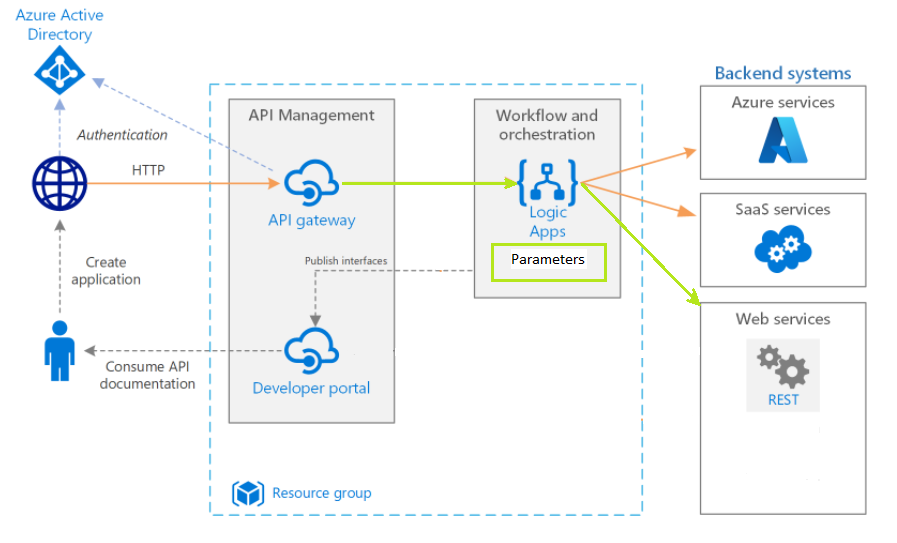 Azure Active
Directory
Authentication
HTTP
Create
application
Consume API
documentation
API Management
API gateway
Publish interfaces
Developer portal
Resource group
Workflow and
orchestration
Logic
Apps
Parameters
Backend systems
Azure services
SaaS services
Web services
REST